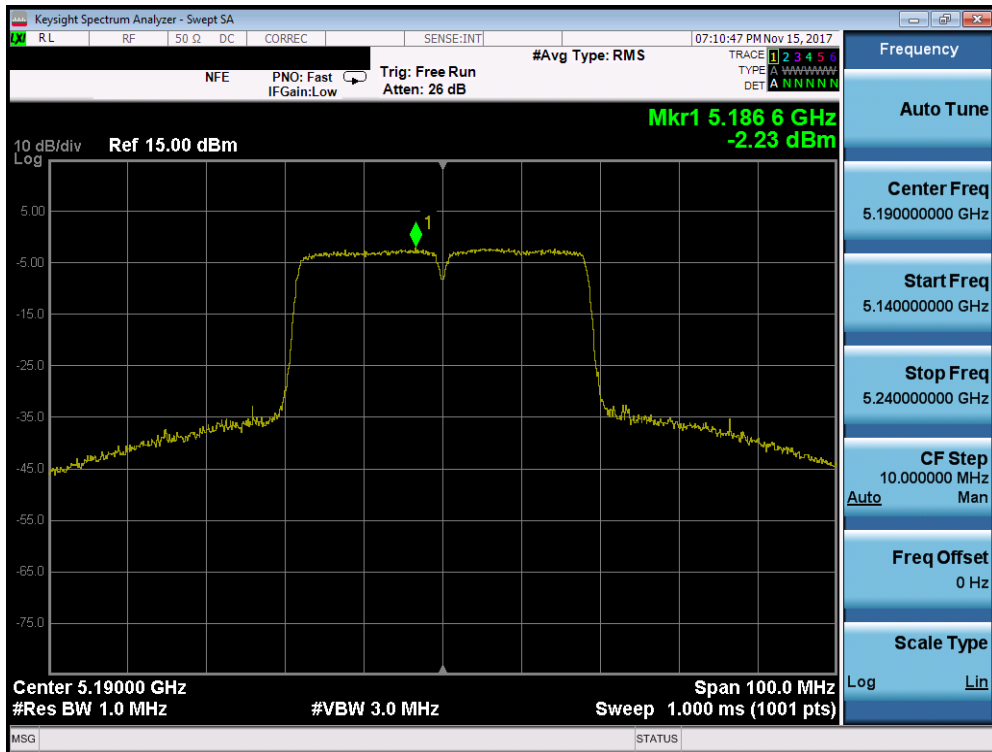 Keysight Spectrum Analyzer - Swept SA
LXI RL RF 50 Ω DC CORREC SENSE:INT 07:10:47 PM Nov 15, 2017
#Avg Type: RMS TRACE 1 2 3 4 5 6
NFE PNO: Fast Trig: Free Run TYPE A WWWWW
IFGain:Low Atten: 26 dB DET A N N N N N
Mkr1 5.186 6 GHz
-2.23 dBm
10 dB/div Ref 15.00 dBm
Log
1
5.00
-5.00
-15.0
-25.0
-35.0
-45.0
-55.0
-65.0
-75.0
Center 5.19000 GHz Span 100.0 MHz
#Res BW 1.0 MHz #VBW 3.0 MHz Sweep 1.000 ms (1001 pts)
MSG STATUS
Frequency
Auto Tune
Center Freq
5.190000000 GHz
Start Freq
5.140000000 GHz
Stop Freq
5.240000000 GHz
CF Step
10.000000 MHz
Auto Man
Freq Offset
0 Hz
Scale Type
Log Lin